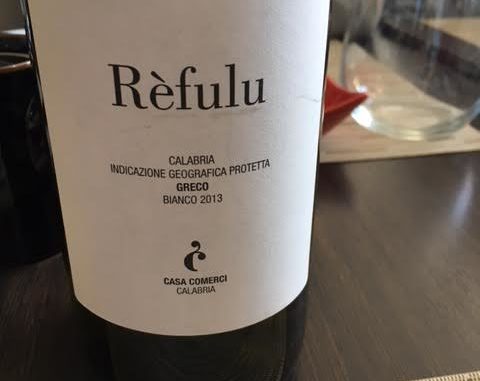 Rèfulu
CALABRIA
INDICAZIONE GEOGRAFICA PROTETTA
GRECO
BIANCO 2013
CASA COMERCI
CALABRIA